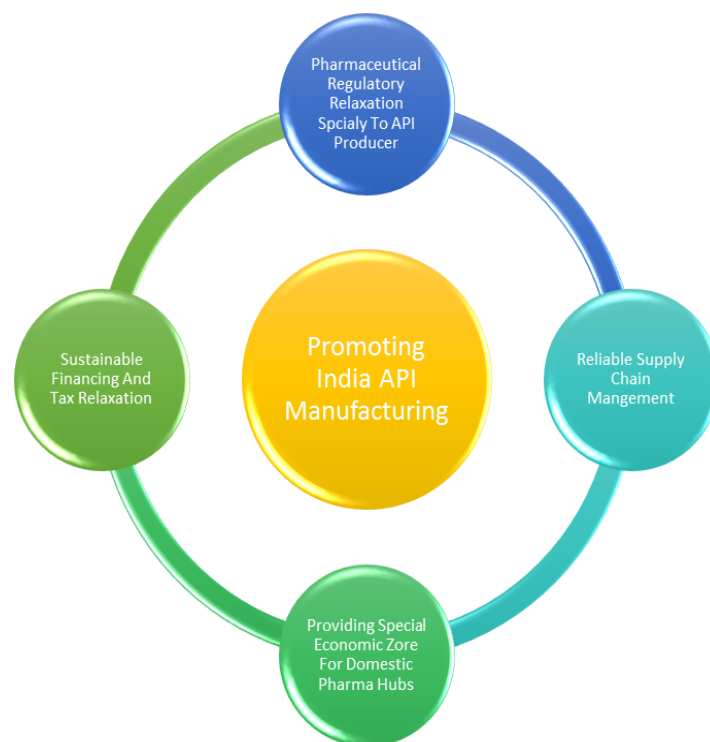 Pharmaceutical
Regulatory
Relaxation
Spcialy To API
Producer
Promoting
India API
Manufacturing
Sustainable
Financing And
Tax Relaxation
Reliable Supply
Chain
Mangement
Providing Special
Economic Zore
For Domestic
Pharma Hubs